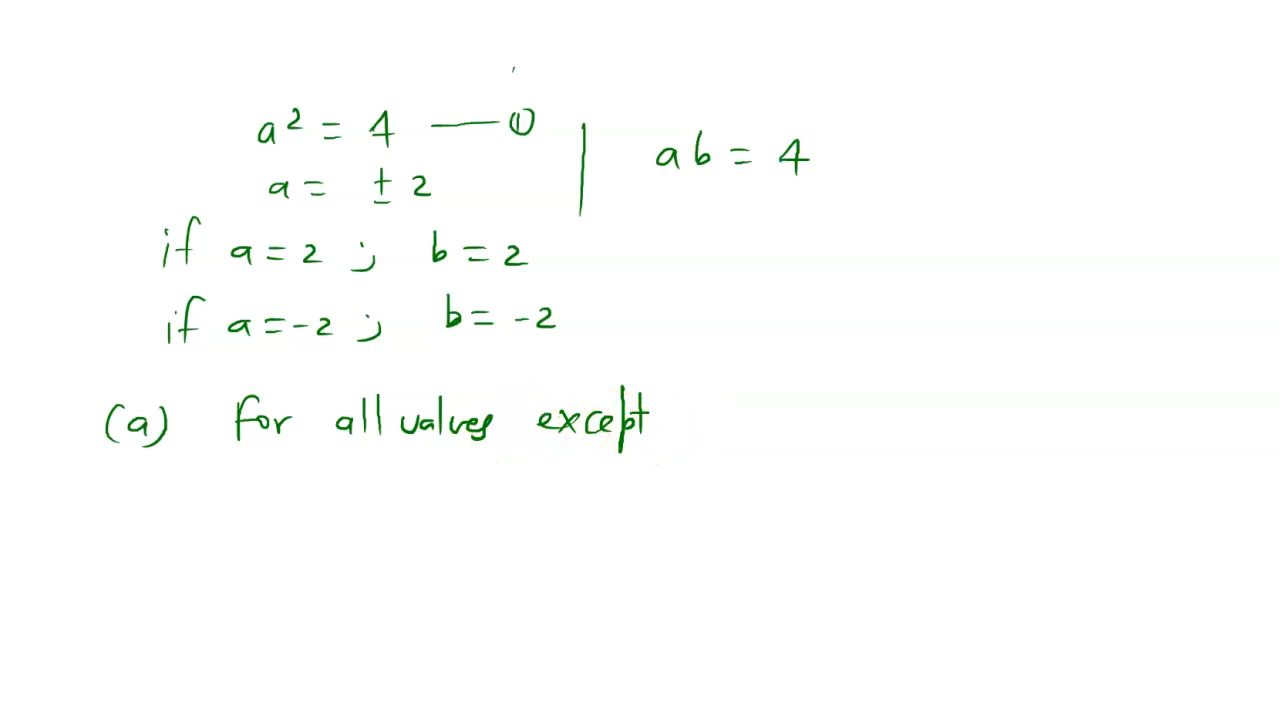 a² = 4 —— ①
ab = 4
a = ± 2
if a = 2 ; b = 2
if a = -2 ; b = -2
(a) for all values except